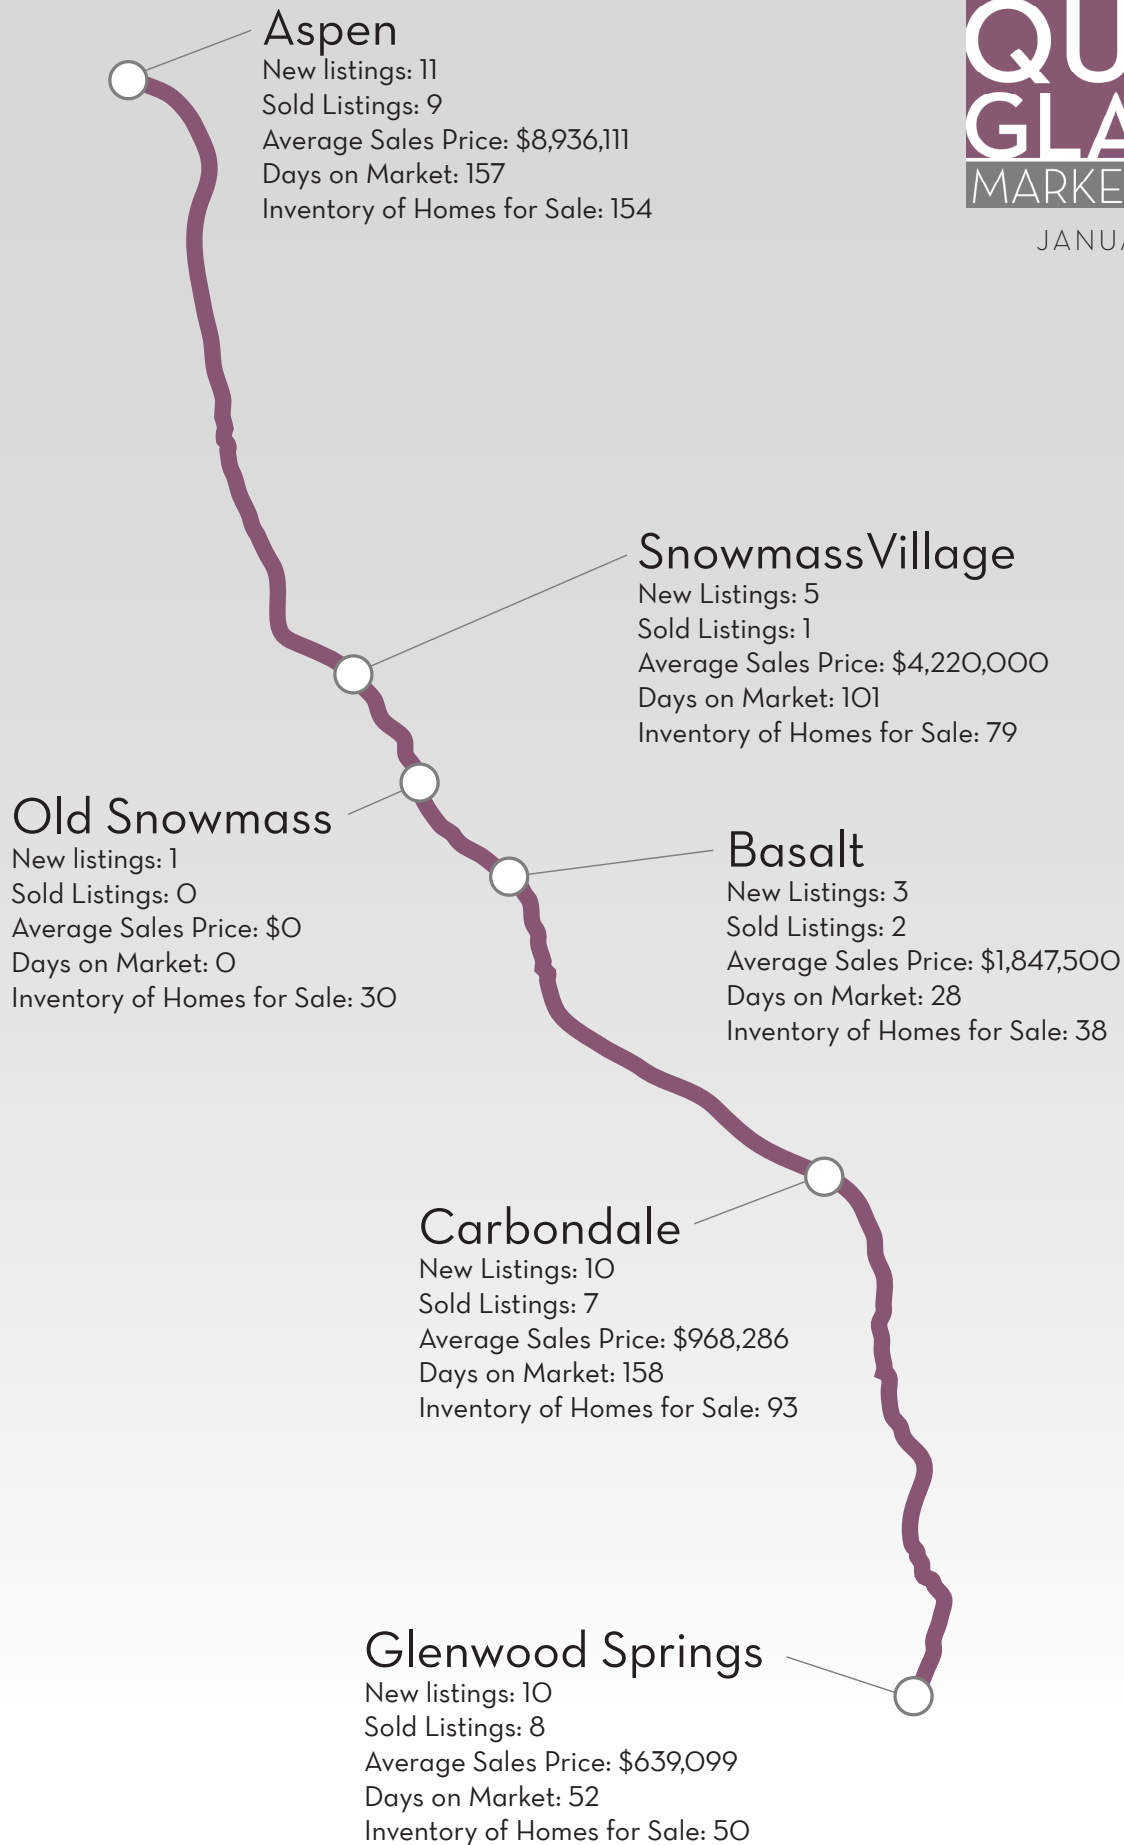 Aspen
New listings: 11
Sold Listings: 9
Average Sales Price: $8,936,111
Days on Market: 157
Inventory of Homes for Sale: 154
SnowmassVillage
New Listings: 5
Sold Listings: 1
Average Sales Price: $4,220,000
Days on Market: 101
Inventory of Homes for Sale: 79
Old Snowmass
New listings: 1
Sold Listings: 0
Average Sales Price: $0
Days on Market: 0
Inventory of Homes for Sale: 30
Basalt
New Listings: 3
Sold Listings: 2
Average Sales Price: $1,847,500
Days on Market: 28
Inventory of Homes for Sale: 38
Carbondale
New Listings: 10
Sold Listings: 7
Average Sales Price: $968,286
Days on Market: 158
Inventory of Homes for Sale: 93
Glenwood Springs
New listings: 10
Sold Listings: 8
Average Sales Price: $639,099
Days on Market: 52
Inventory of Homes for Sale: 50